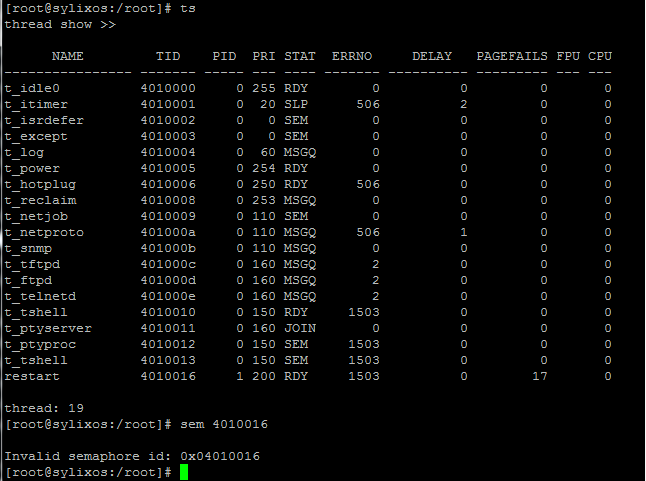 [root@sylixos:/root]# ts
thread show >>
NAME TID PID PRI STAT ERRNO DELAY PAGEFAILS FPU CPU
---------------- ------- ----- --- ---- ------- ---------- --------- --- ---
t_idle0 4010000 0 255 RDY 0 0 0 0
t_itimer 4010001 0 20 SLP 506 2 0 0
t_isrdefer 4010002 0 0 SEM 0 0 0 0
t_except 4010003 0 0 SEM 0 0 0 0
t_log 4010004 0 60 MSGQ 0 0 0 0
t_power 4010005 0 254 RDY 0 0 0 0
t_hotplug 4010006 0 250 RDY 506 0 0 0
t_reclaim 4010008 0 253 MSGQ 0 0 0 0
t_netjob 4010009 0 110 SEM 0 0 0 0
t_netproto 401000a 0 110 MSGQ 506 1 0 0
t_snmp 401000b 0 110 MSGQ 0 0 0 0
t_tftpd 401000c 0 160 MSGQ 2 0 0 0
t_ftpd 401000d 0 160 MSGQ 2 0 0 0
t_telnetd 401000e 0 160 MSGQ 2 0 0 0
t_tshell 4010010 0 150 RDY 1503 0 0 0
t_ptyserver 4010011 0 160 JOIN 0 0 0 0
t_ptyproc 4010012 0 150 SEM 1503 0 0 0
t_tshell 4010013 0 150 SEM 1503 0 0 0
restart 4010016 1 200 RDY 1503 0 17 0
thread: 19
[root@sylixos:/root]# sem 4010016
Invalid semaphore id: 0x04010016
[root@sylixos:/root]#